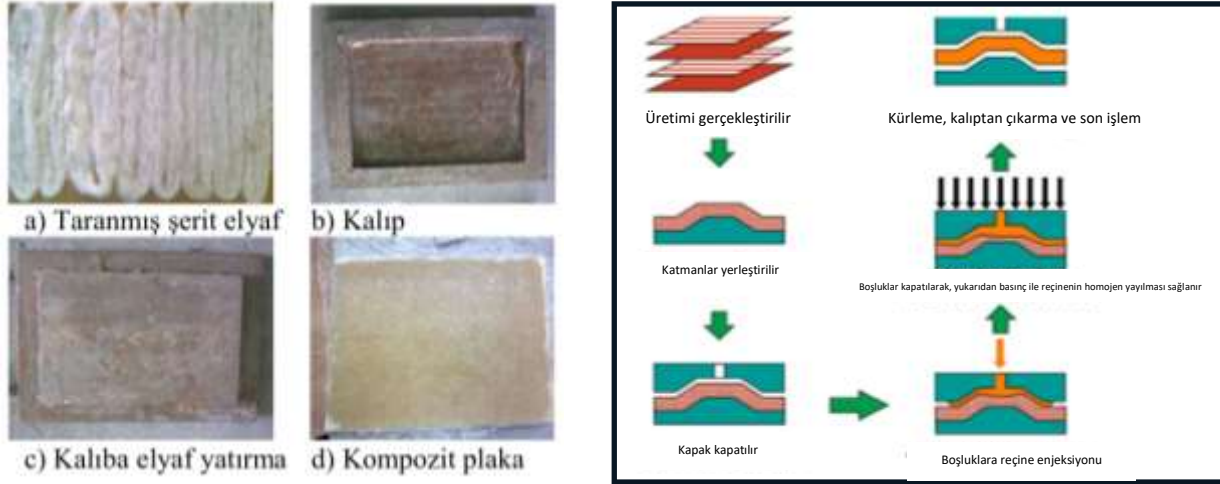 a) Taranmış şerit elyaf
b) Kalıp
c) Kalıba elyaf yatırma
d) Kompozit plaka
Üretimi gerçekleştirilir
Katmanlar yerleştirilir
Kapak kapatılır
Boşluklara reçine enjeksiyonu
Boşluklar kapatılarak, yukarıdan basınç ile reçinenin homojen yayılması sağlanır
Kürleme, kalıptan çıkarma ve son işlem